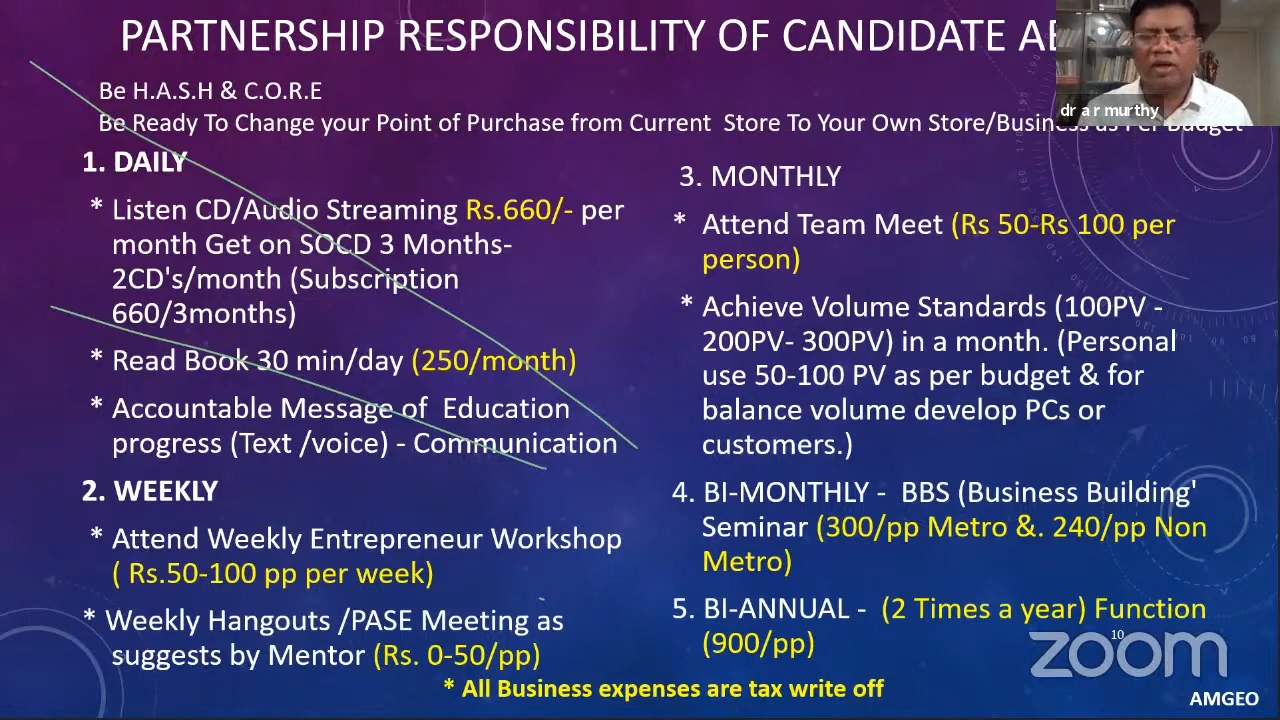 PARTNERSHIP RESPONSIBILITY OF CANDIDATE
Be H.A.S.H & C.O.R.E
Be Ready To Change your Point of Purchase from Current Store To Your Own Store/Business as Per Budget
1. DAILY
* Listen CD/Audio Streaming Rs.660/- per
month Get on SOCD 3 Months-
2CD's/month (Subscription
660/3months)
* Read Book 30 min/day (250/month)
* Accountable Message of Education
progress (Text /voice) - Communication
2. WEEKLY
* Attend Weekly Entrepreneur Workshop
( Rs.50-100 pp per week)
* Weekly Hangouts /PASE Meeting as
suggests by Mentor (Rs. 0-50/pp)
3. MONTHLY
* Attend Team Meet (Rs 50-Rs 100 per
person)
* Achieve Volume Standards (100PV -
200PV- 300PV) in a month. (Personal
use 50-100 PV as per budget & for
balance volume develop PCs or
customers.)
4. BI-MONTHLY - BBS (Business Building'
Seminar (300/pp Metro &. 240/pp Non
Metro)
5. BI-ANNUAL - (2 Times a year) Function
(900/pp)
* All Business expenses are tax write off
dr a r murthy
10
zoom
AMGEO